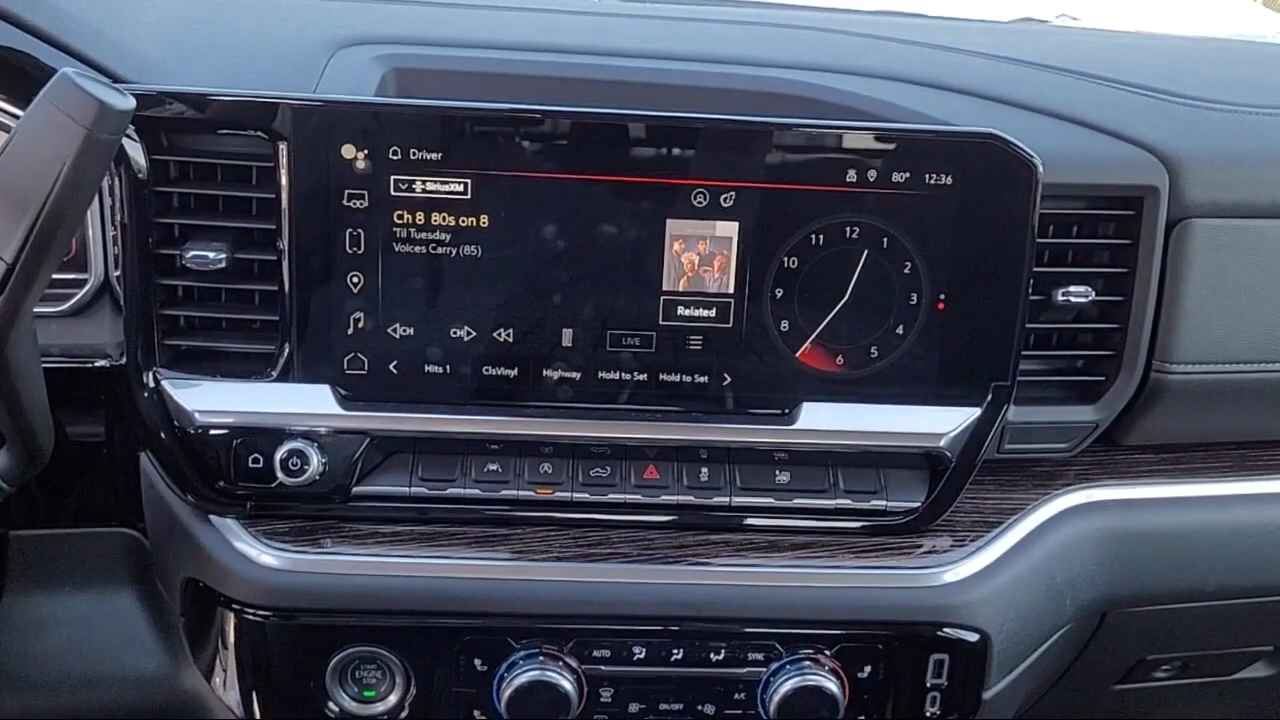 Driver
80° 12:36
SiriusXM
Ch 8 80s on 8
'Til Tuesday
Voices Carry (85)
Related
CH
CH
LIVE
Hits 1
ClsVinyl
Highway
Hold to Set
Hold to Set
12
1
2
3
4
5
6
8
9
10
11
START
ENGINE
STOP
AUTO
SYNC
MAX
A/C
ON/OFF